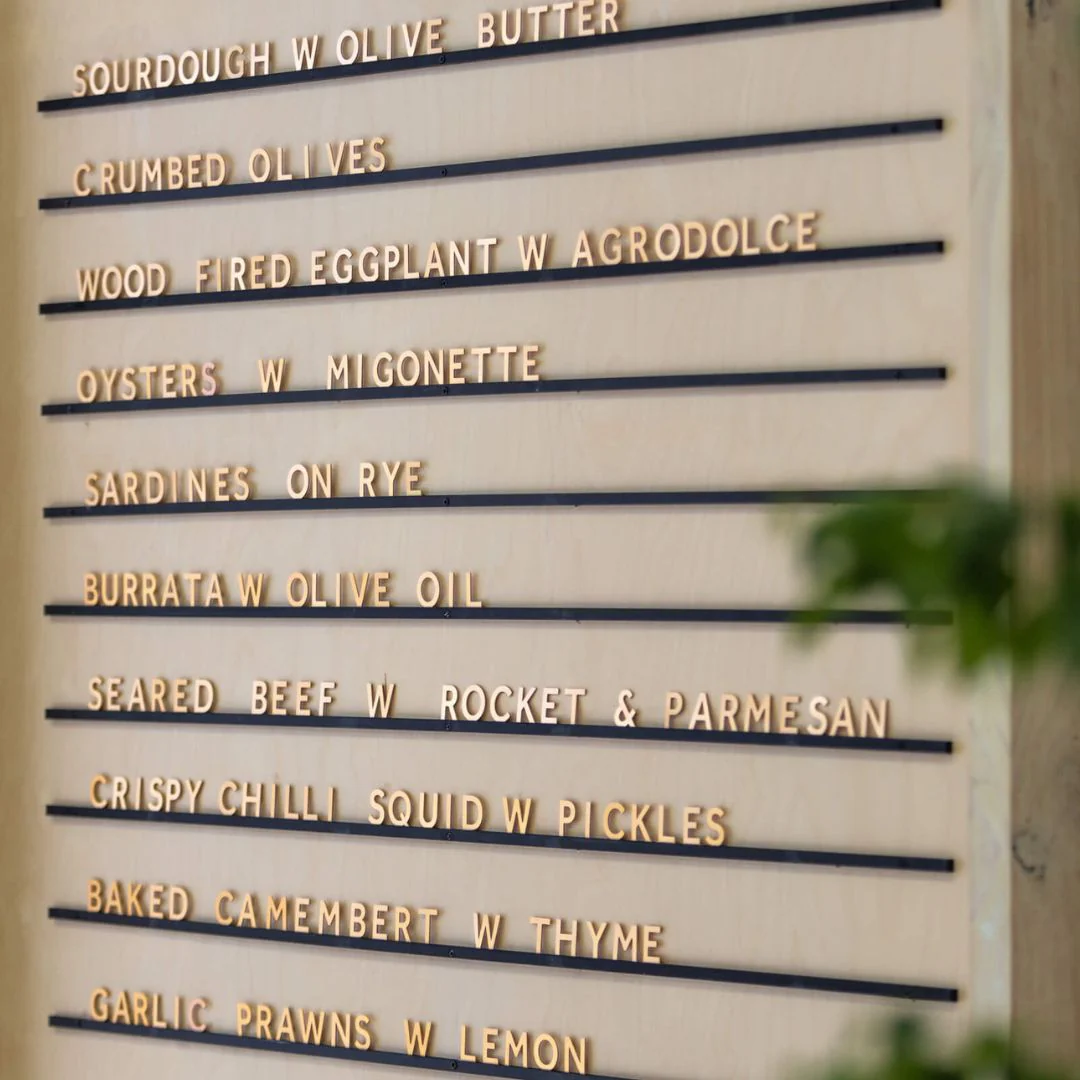 SOURDOUGH W OLIVE BUTTER
CRUMBED OLIVES
WOOD FIRED EGGPLANT W AGRODOLCE
OYSTERS W MIGONETTE
SARDINES ON RYE
BURRATA W OLIVE OIL
SEARED BEEF W ROCKET & PARMESAN
CRISPY CHILLI SQUID W PICKLES
BAKED CAMEMBERT W THYME
GARLIC PRAWNS W LEMON